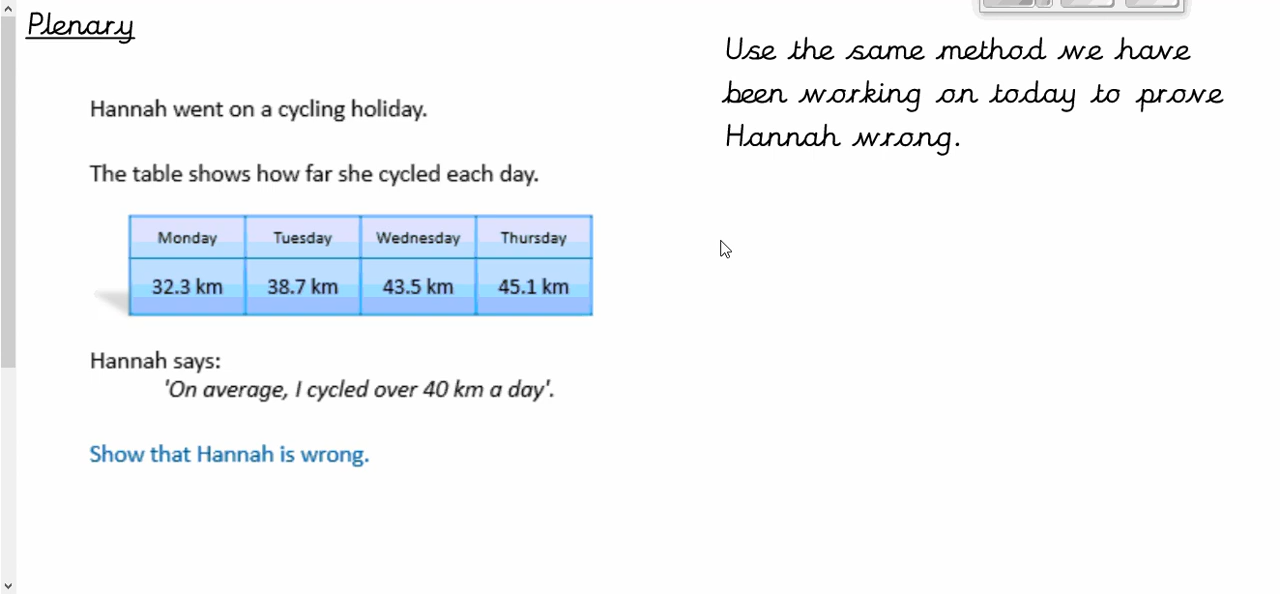 Plenary
Use the same method we have
been working on today to prove
Hannah wrong.
Hannah went on a cycling holiday.
The table shows how far she cycled each day.
Monday Tuesday Wednesday Thursday
32.3 km 38.7 km 43.5 km 45.1 km
Hannah says:
'On average, I cycled over 40 km a day'.
Show that Hannah is wrong.